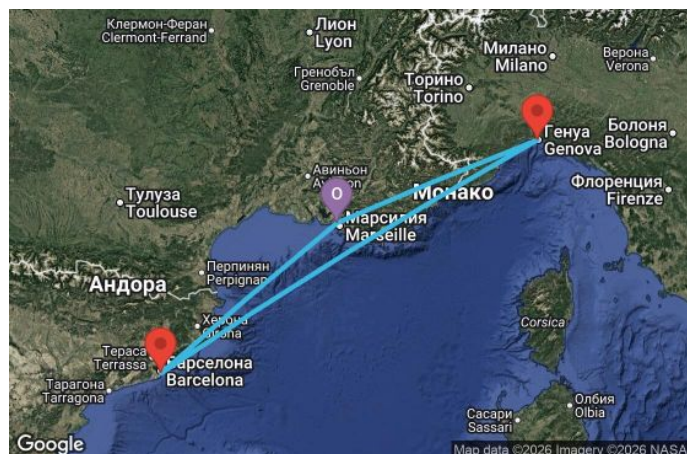 Клермон-Феран
Clermont-Ferrand
Лион
Lyon
Гренобъл
Grenoble
Милано
Milano
Верона
Verona
Торино
Torino
Генуа
Genova
Болоня
Bologna
Флоренция
Firenze
Авиньон
Монако
O
Марсилия
Marseille
Тулуза
Toulouse
Перпинян
Perpignan
Андора
Херона
Girona
Тераса
Terrassa
Барселона
Barcelona
Тарагона
Tarragona
Corsica
Сасари
Sassari
Олбия
Olbia
Google
Map data ©2026 Imagery ©2026 NASA